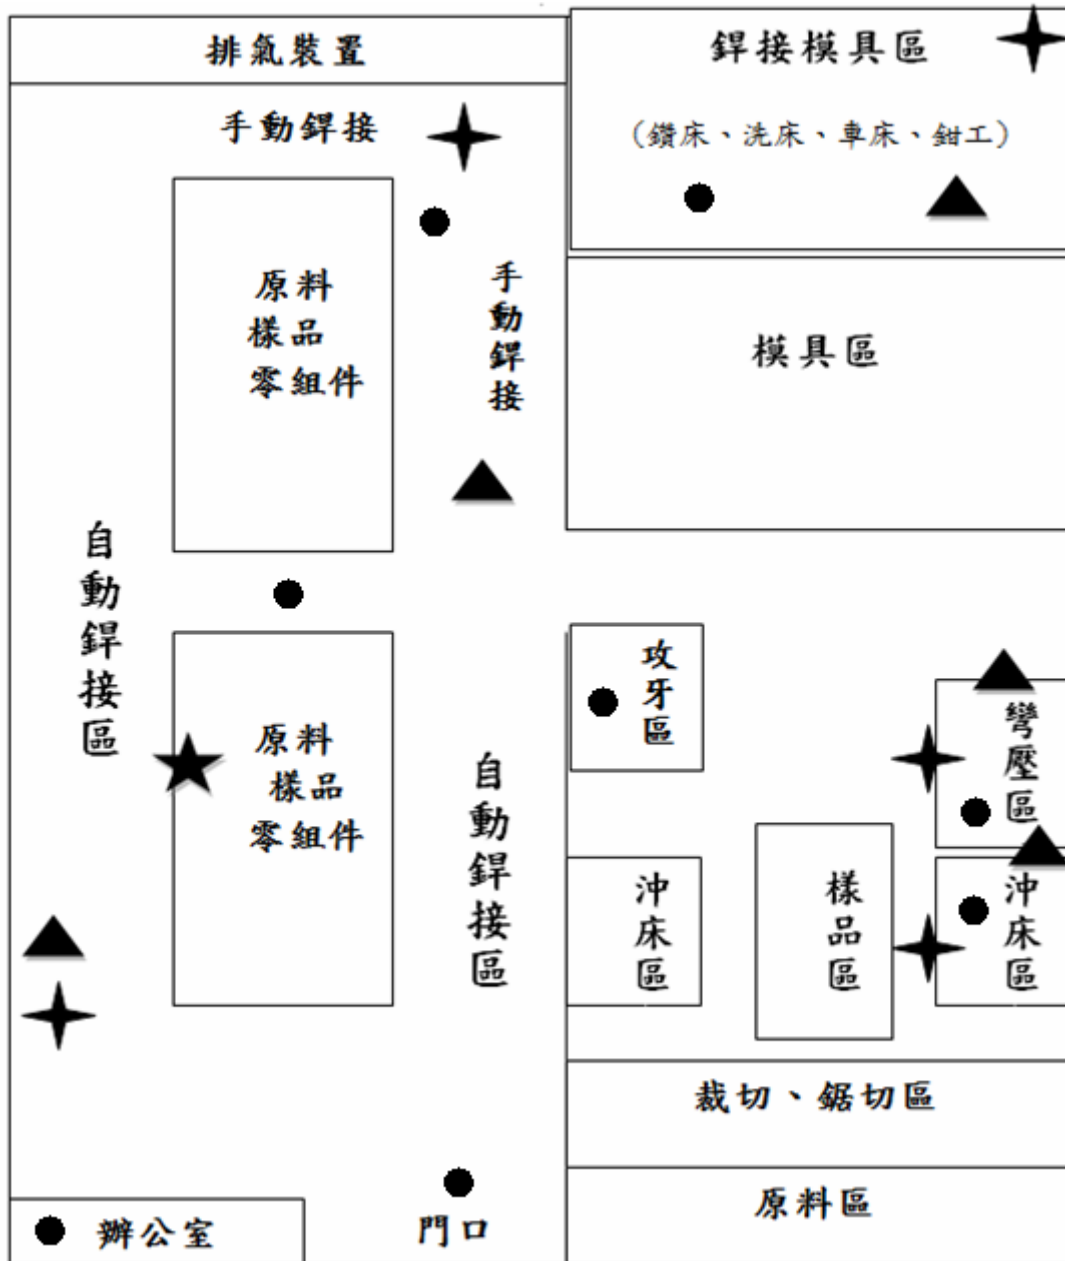 排氣裝置
銲接模具區
手動銲接
(鑽床、洗床、車床、鉗工)
原料
樣品
零組件
手動銲接
模具區
自動銲接區
攻牙區
彎壓區
原料
樣品
零組件
自動銲接區
沖床區
樣品區
沖床區
裁切、鋸切區
原料區
辦公室
門口